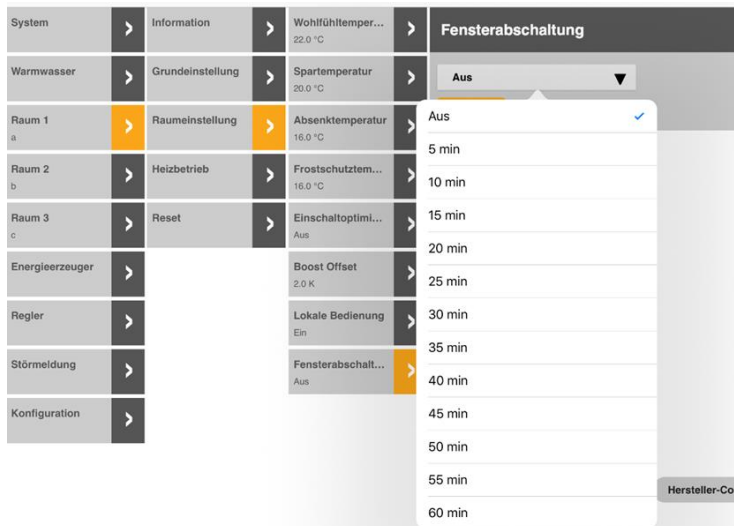 System
Warmwasser
Raum 1
a
Raum 2
b
Raum 3
c
Energieerzeuger
Regler
Störmeldung
Konfiguration
Information
Grundeinstellung
Raumeinstellung
Heizbetrieb
Reset
Wohlfühltemper...
22.0 °C
Spartemperatur
20.0 °C
Absenktemperatur
16.0 °C
Frostschutztem...
16.0 °C
Einschaltoptimi...
Aus
Boost Offset
2.0 K
Lokale Bedienung
Ein
Fensterabschalt...
Aus
Fensterabschaltung
Aus
Aus
5 min
10 min
15 min
20 min
25 min
30 min
35 min
40 min
45 min
50 min
55 min
60 min
Hersteller-Co